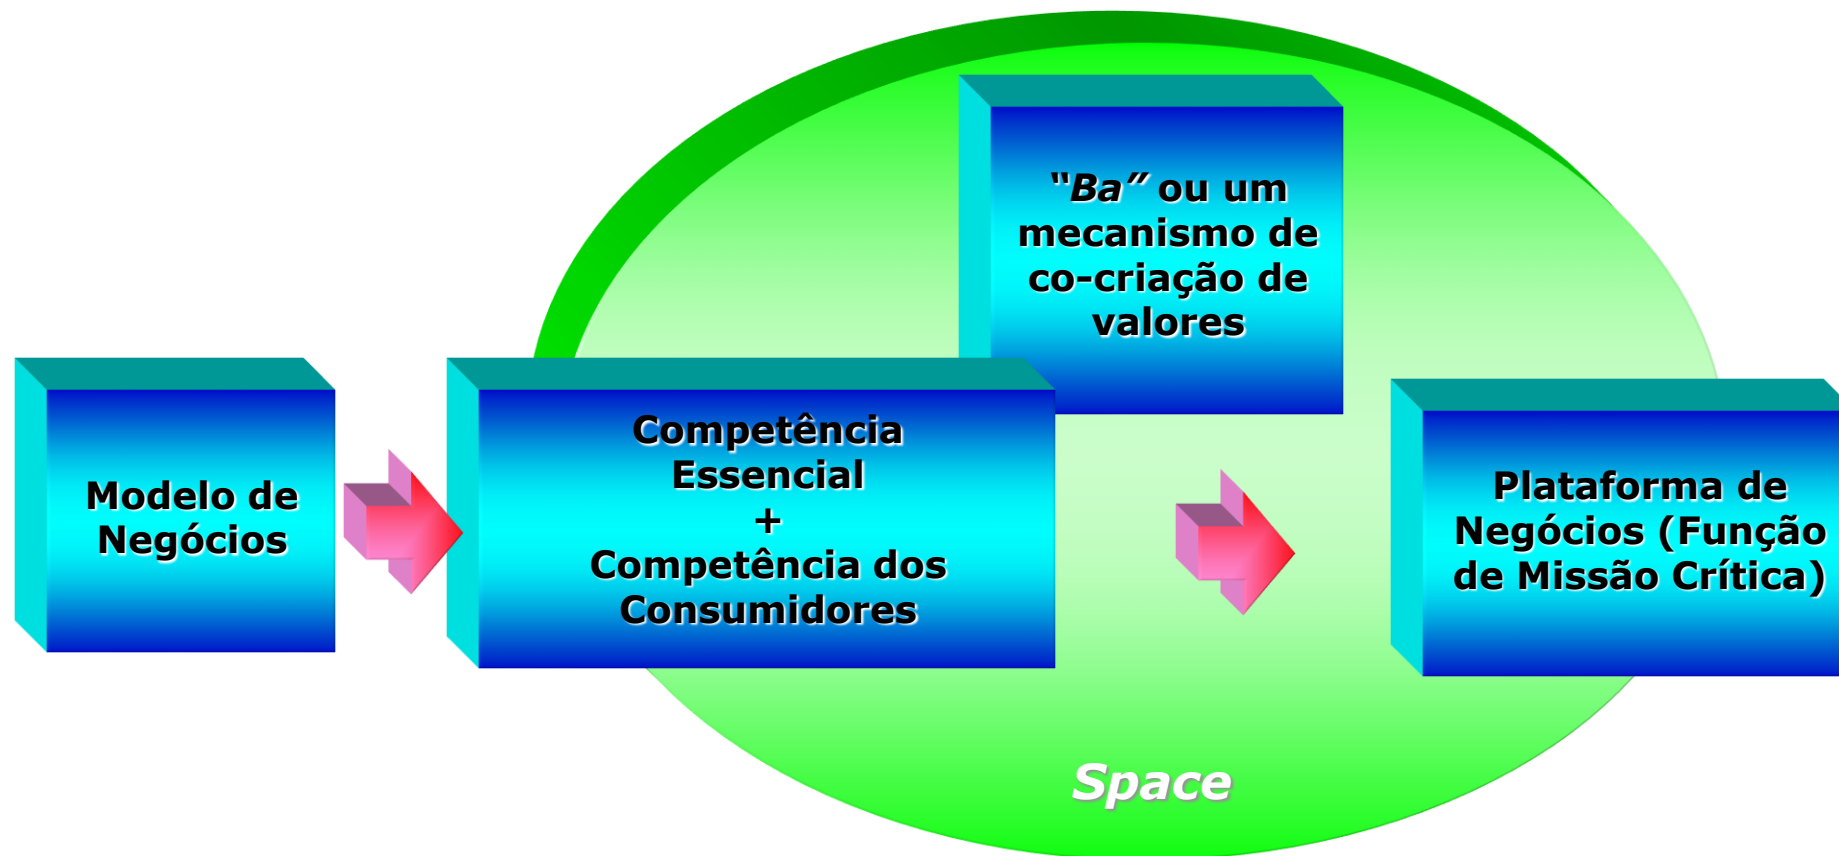 “Ba” ou um
mecanismo de
co-criação de
valores
Modelo de
Negócios
Competência
Essencial
+
Competência dos
Consumidores
Plataforma de
Negócios (Função
de Missão Crítica)
Space